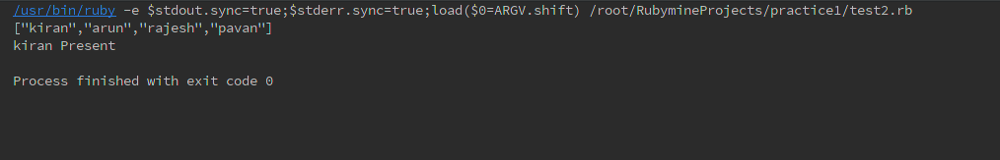 /usr/bin/ruby -e $stdout.sync=true;$stderr.sync=true;load($0=ARGV.shift) /root/RubymineProjects/practice1/test2.rb
["kiran","arun","rajesh","pavan"]
kiran Present
Process finished with exit code 0